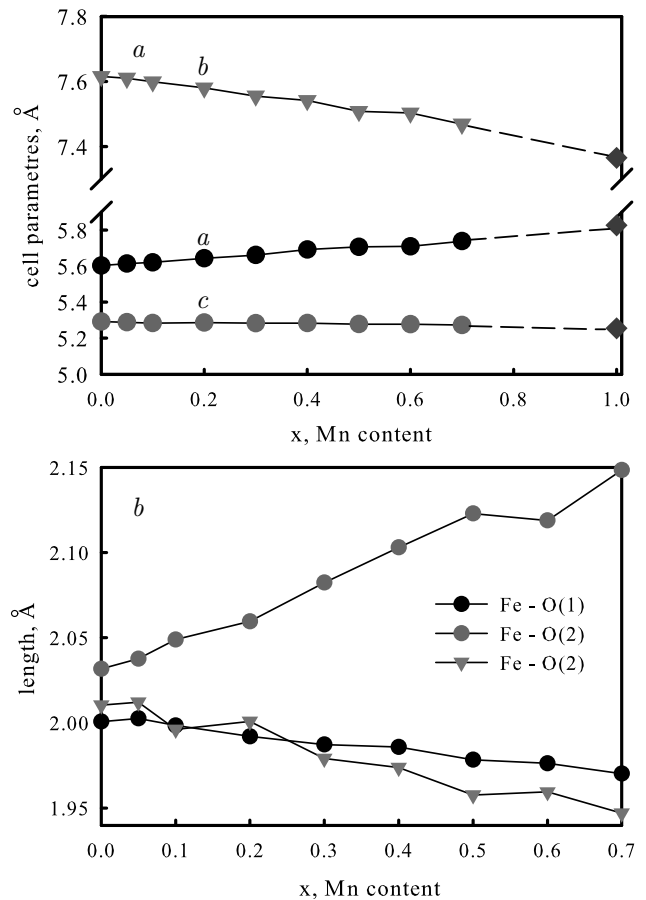 7.8
a
b
7.6
7.4
cell parametres, Å
5.8
a
5.6
5.4
c
5.2
5.0
0.0 0.2 0.4 0.6 0.8 1.0
x, Mn content
2.15
b
2.10
Fe - O(1)
Fe - O(2)
Fe - O(2)
length, Å
2.05
2.00
1.95
0.0 0.1 0.2 0.3 0.4 0.5 0.6 0.7
x, Mn content